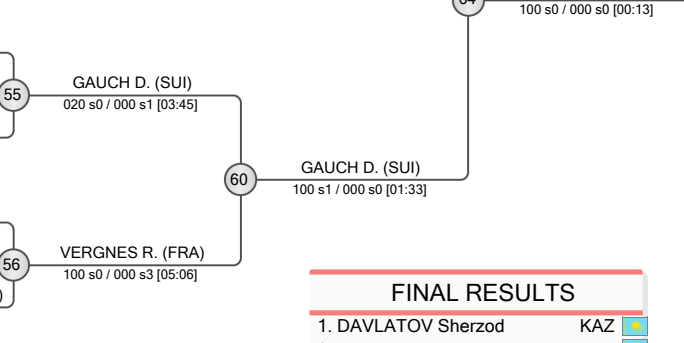 100 s0 / 000 s0 [00:13]
GAUCH D. (SUI)
55
020 s0 / 000 s1 [03:45]
GAUCH D. (SUI)
60
100 s1 / 000 s0 [01:33]
VERGNES R. (FRA)
56
100 s0 / 000 s3 [05:06]
FINAL RESULTS
1. DAVLATOV Sherzod KAZ